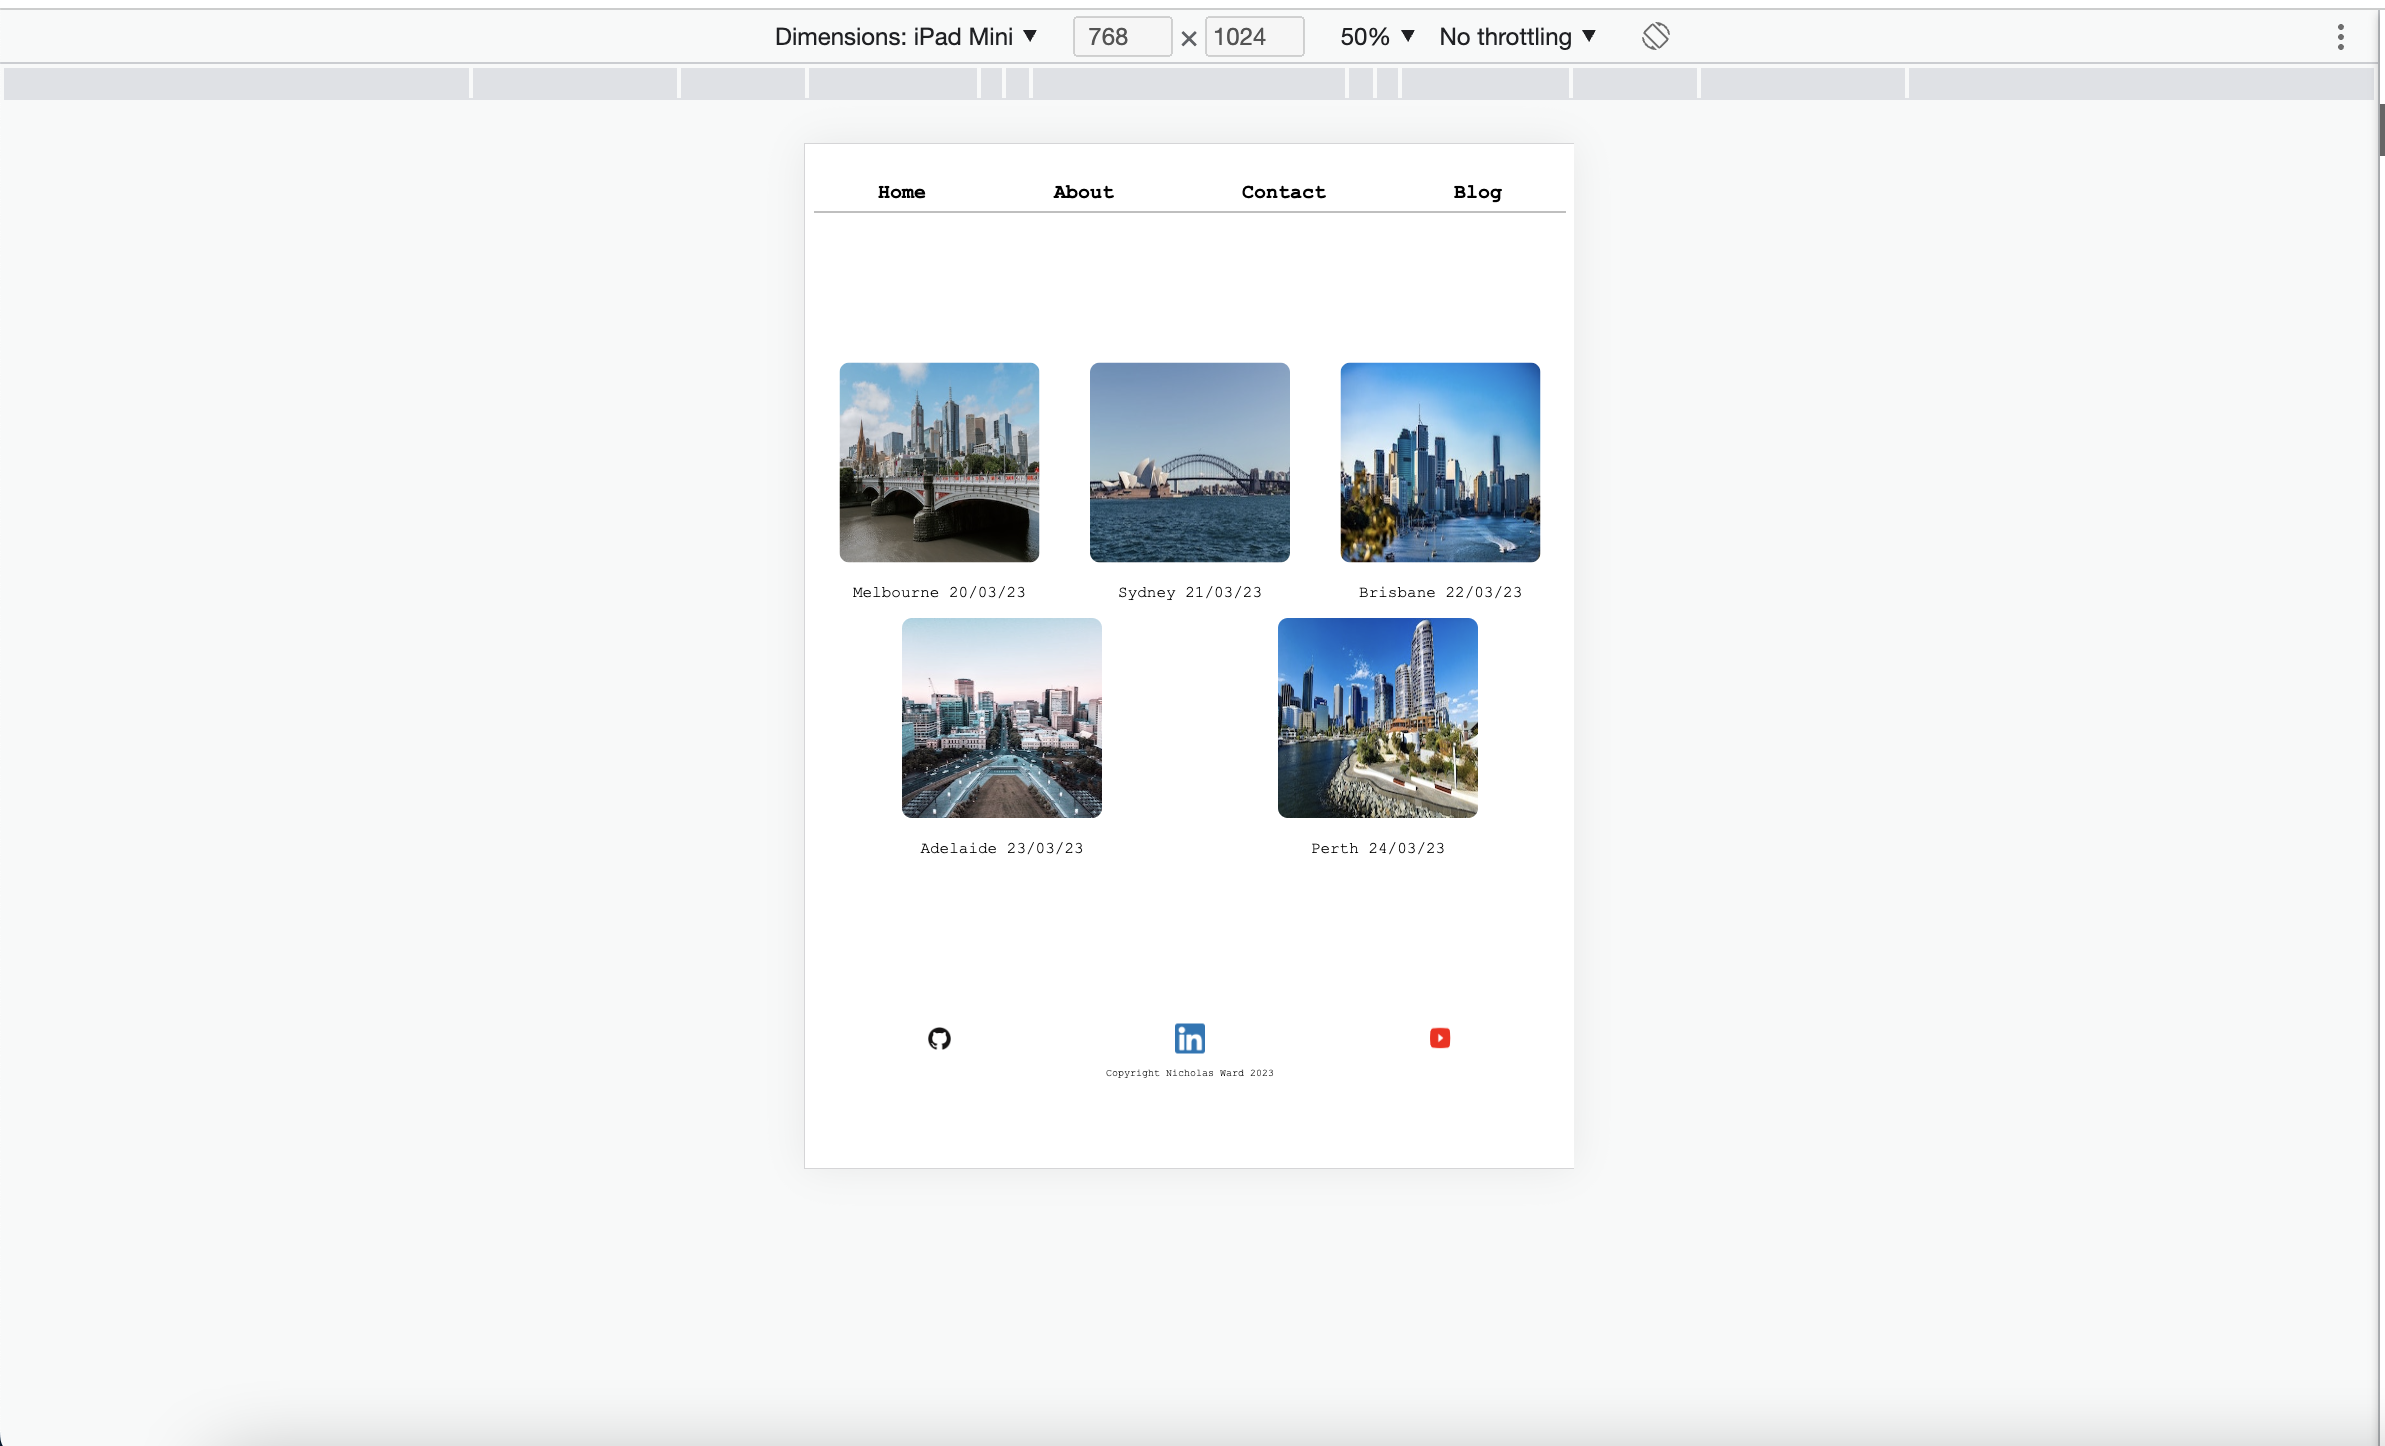 Dimensions: iPad Mini ▼ 768 × 1024 50% ▼ No throttling ▼
Home About Contact Blog
Melbourne 20/03/23 Sydney 21/03/23 Brisbane 22/03/23
Adelaide 23/03/23 Perth 24/03/23
in
Copyright Nicholas Ward 2023